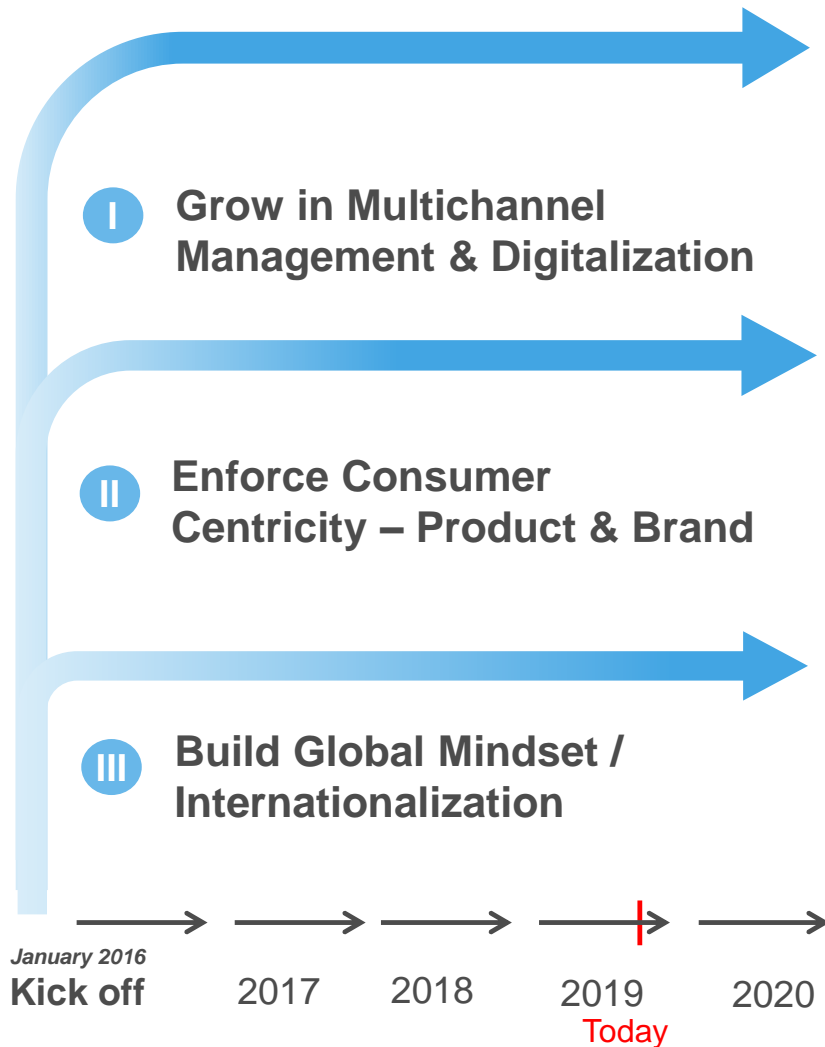 I
Grow in Multichannel
Management & Digitalization
II
Enforce Consumer
Centricity – Product & Brand
III
Build Global Mindset /
Internationalization
January 2016
Kick off
2017
2018
2019
2020
Today